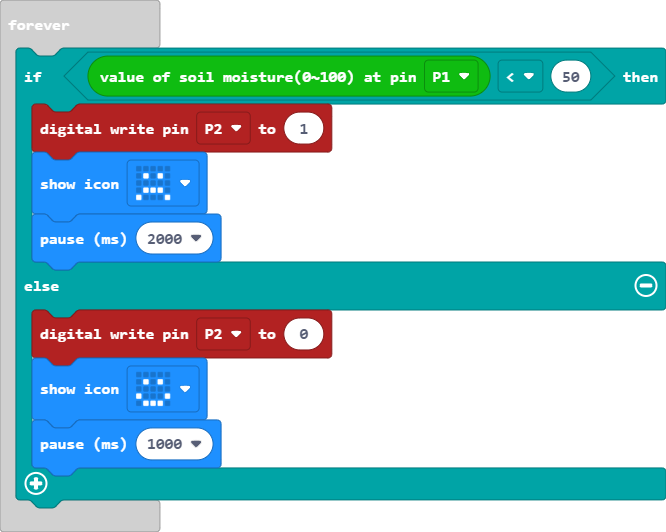 forever
if value of soil moisture(0~100) at pin P1 < 50 then
digital write pin P2 to 1
show icon
pause (ms) 2000
else
digital write pin P2 to 0
show icon
pause (ms) 1000